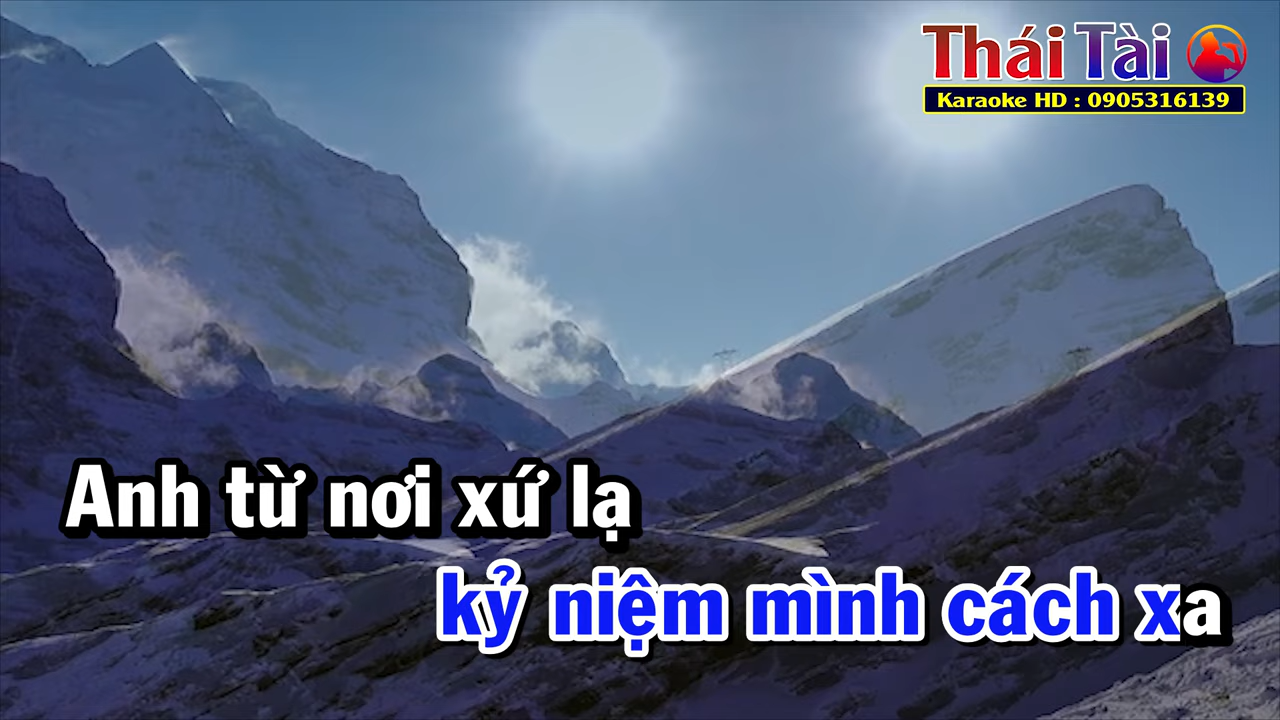 Thái Tài
Karaoke HD : 0905316139
Anh từ nơi xứ lạ
kỷ niệm mình cách xa